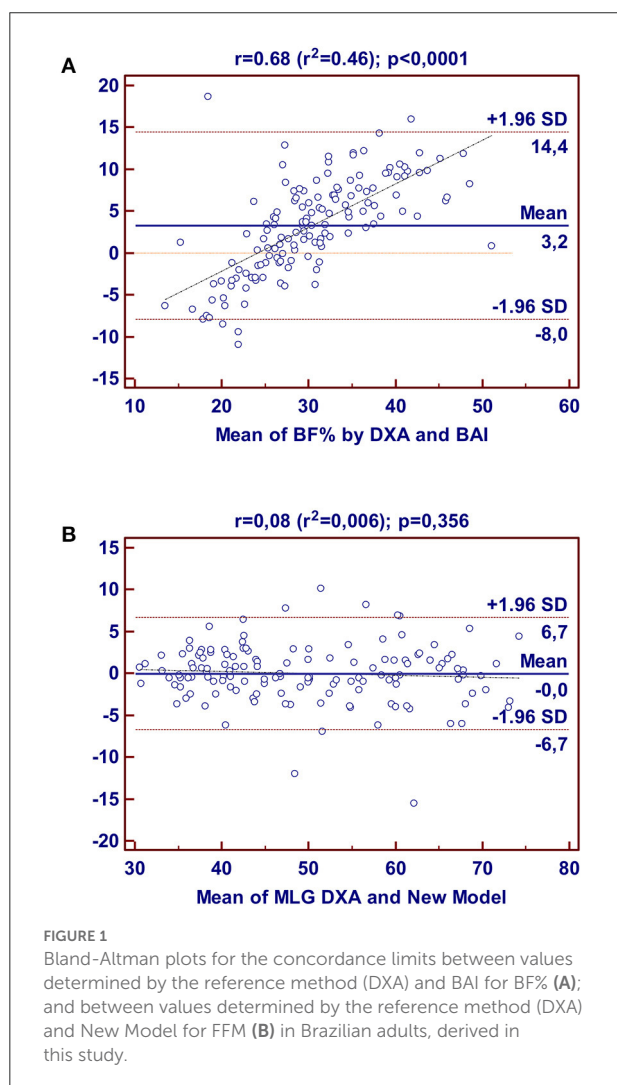 A
r=0.68 (r²=0.46); p<0,0001
20
15
10
5
0
-5
-10
-15
+1.96 SD
14,4
Mean
3,2
-1.96 SD
-8,0
10 20 30 40 50 60
Mean of BF% by DXA and BAI
B
r=0,08 (r²=0,006); p=0,356
15
10
5
0
-5
-10
-15
-20
+1.96 SD
6,7
Mean
-0,0
-1.96 SD
-6,7
30 40 50 60 70 80
Mean of MLG DXA and New Model
FIGURE 1
Bland-Altman plots for the concordance limits between values
determined by the reference method (DXA) and BAI for BF% (A);
and between values determined by the reference method (DXA)
and New Model for FFM (B) in Brazilian adults, derived in
this study.